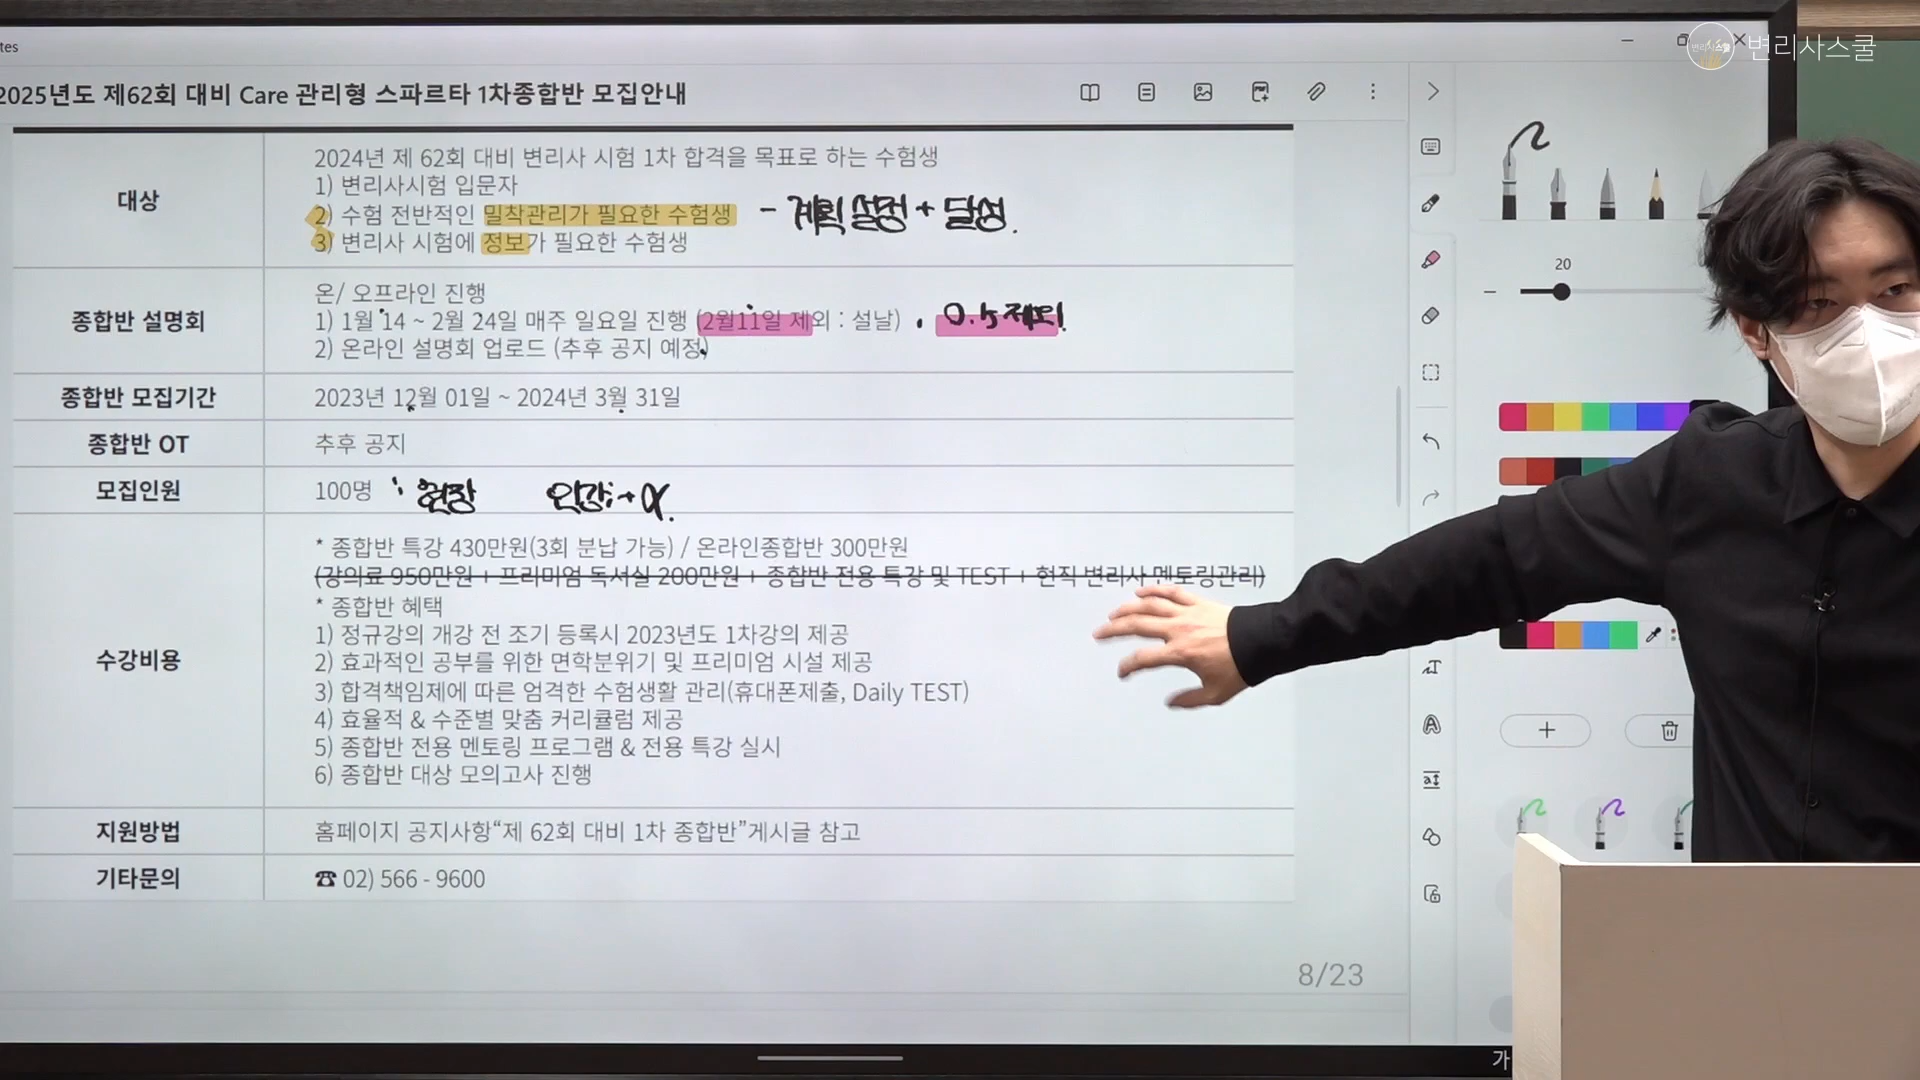 tes
변리사스쿨
2025년도 제62회 대비 Care 관리형 스파르타 1차종합반 모집안내
대상
2024년 제 62회 대비 변리사 시험 1차 합격을 목표로 하는 수험생
1) 변리사시험 입문자
2) 수험 전반적인 밀착관리가 필요한 수험생 - 계획 설정 + 달성.
3) 변리사 시험에 정보가 필요한 수험생
20
종합반 설명회
온/ 오프라인 진행
1) 1월 14 ~ 2월 24일 매주 일요일 진행 (2월11일 제외 : 설날)
2) 온라인 설명회 업로드 (추후 공지 예정)
종합반 모집기간
2023년 12월 01일 ~ 2024년 3월 31일
종합반 OT
추후 공지
모집인원
100명 현장 인강+α.
수강비용
* 종합반 특강 430만원(3회 분납 가능) / 온라인종합반 300만원
(강의료 950만원 + 프리미엄 독서실 200만원 + 종합반 전용 특강 및 TEST + 현직 변리사 멘토링관리)
* 종합반 혜택
1) 정규강의 개강 전 조기 등록시 2023년도 1차강의 제공
2) 효과적인 공부를 위한 면학분위기 및 프리미엄 시설 제공
3) 합격책임제에 따른 엄격한 수험생활 관리(휴대폰제출, Daily TEST)
4) 효율적 & 수준별 맞춤 커리큘럼 제공
5) 종합반 전용 멘토링 프로그램 & 전용 특강 실시
6) 종합반 대상 모의고사 진행
지원방법
홈페이지 공지사항“제 62회 대비 1차 종합반”게시글 참고
기타문의
☎ 02) 566 - 9600
8/23
가